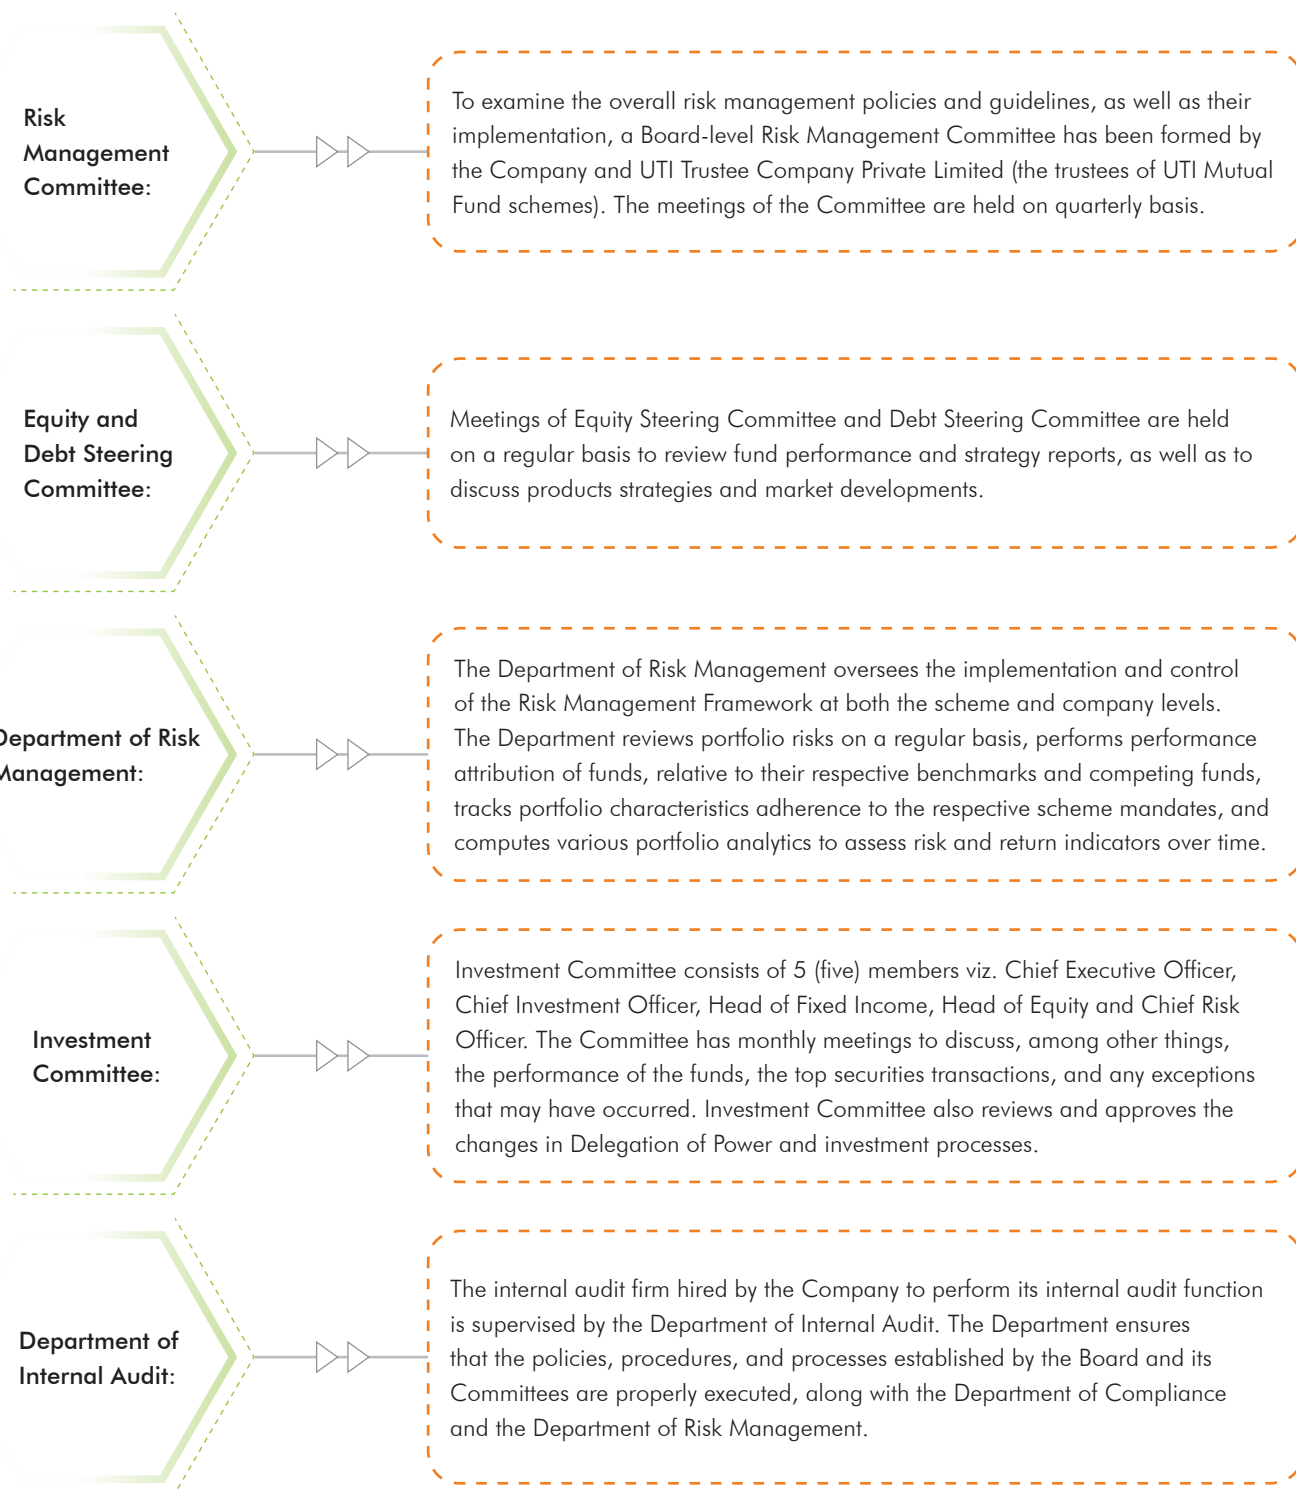 Risk
Management
Committee:
To examine the overall risk management policies and guidelines, as well as their
implementation, a Board-level Risk Management Committee has been formed by
the Company and UTI Trustee Company Private Limited (the trustees of UTI Mutual
Fund schemes). The meetings of the Committee are held on quarterly basis.
Equity and
Debt Steering
Committee:
Meetings of Equity Steering Committee and Debt Steering Committee are held
on a regular basis to review fund performance and strategy reports, as well as to
discuss products strategies and market developments.
Department of Risk
Management:
The Department of Risk Management oversees the implementation and control
of the Risk Management Framework at both the scheme and company levels.
The Department reviews portfolio risks on a regular basis, performs performance
attribution of funds, relative to their respective benchmarks and competing funds,
tracks portfolio characteristics adherence to the respective scheme mandates, and
computes various portfolio analytics to assess risk and return indicators over time.
Investment
Committee:
Investment Committee consists of 5 (five) members viz. Chief Executive Officer,
Chief Investment Officer, Head of Fixed Income, Head of Equity and Chief Risk
Officer. The Committee has monthly meetings to discuss, among other things,
the performance of the funds, the top securities transactions, and any exceptions
that may have occurred. Investment Committee also reviews and approves the
changes in Delegation of Power and investment processes.
Department of
Internal Audit:
The internal audit firm hired by the Company to perform its internal audit function
is supervised by the Department of Internal Audit. The Department ensures
that the policies, procedures, and processes established by the Board and its
Committees are properly executed, along with the Department of Compliance
and the Department of Risk Management.